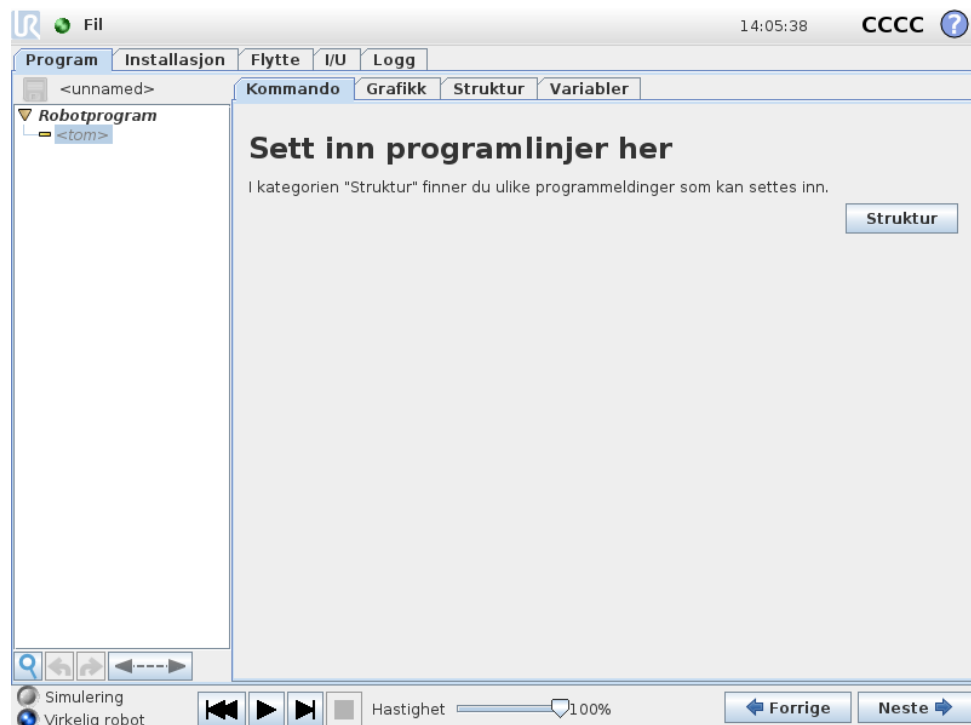 UR Fil 14:05:38 CCCC ?
Program Installasjon Flytte I/U Logg
<unnamed> Kommando Grafikk Struktur Variabler
Robotprogram
<tom>
Sett inn programlinjer her
I kategorien "Struktur" finner du ulike programmeldinger som kan settes inn.
Struktur
Simulering
Virkelig robot
Hastighet 100% Forrige Neste